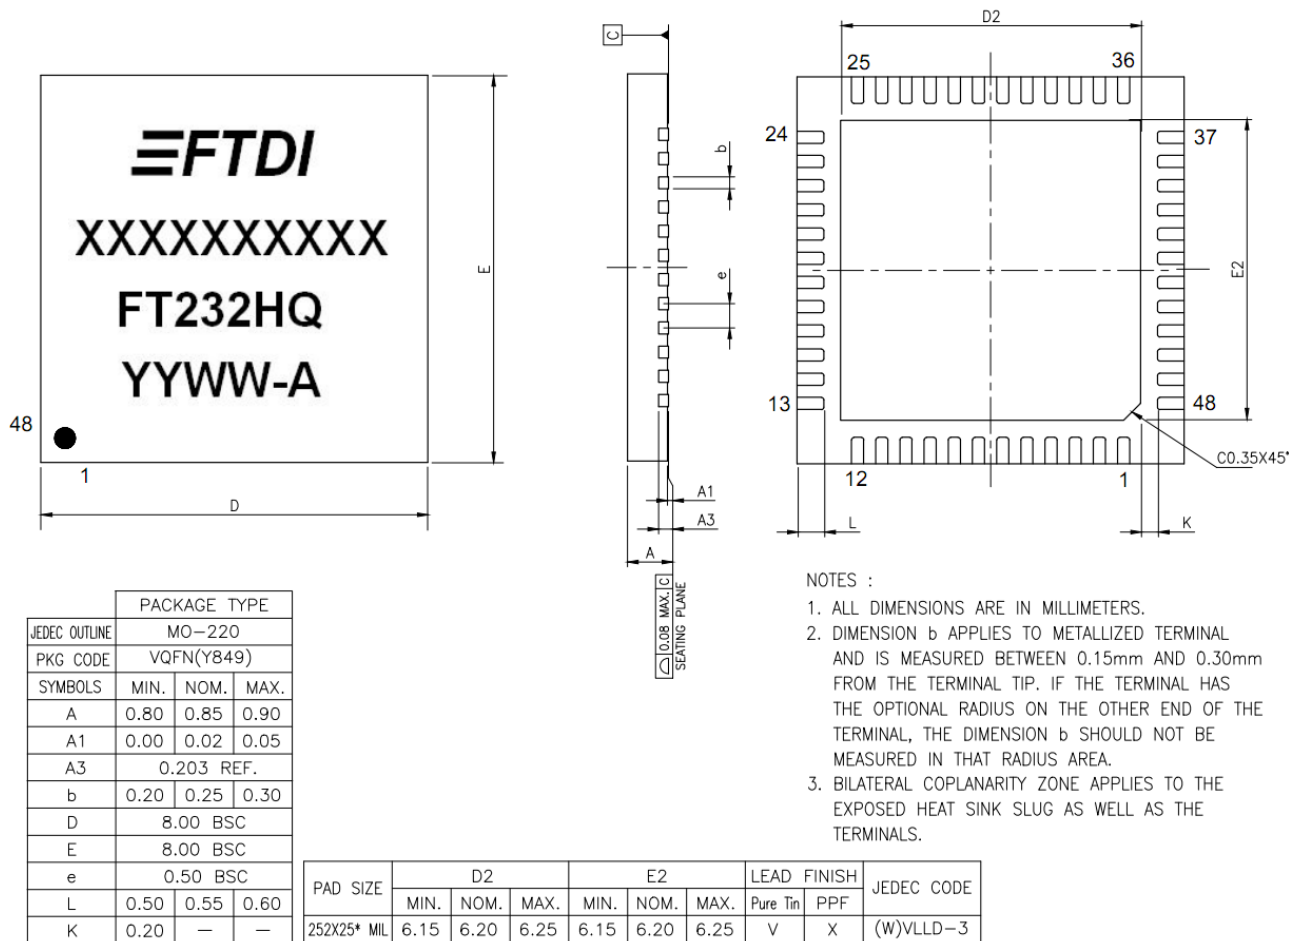 FTDI
XXXXXXXXXX
FT232HQ
YYWW-A
48
1
D
E
C
b
e
A1
A3
A
0.08 MAX. C
SEATING PLANE
D2
25
36
24
37
E2
13
48
12
1
C0.35X45°
L
K
PACKAGE TYPE
JEDEC OUTLINE MO-220
PKG CODE VQFN(Y849)
SYMBOLS MIN. NOM. MAX.
A 0.80 0.85 0.90
A1 0.00 0.02 0.05
A3 0.203 REF.
b 0.20 0.25 0.30
D 8.00 BSC
E 8.00 BSC
e 0.50 BSC
L 0.50 0.55 0.60
K 0.20 — —
NOTES :
1. ALL DIMENSIONS ARE IN MILLIMETERS.
2. DIMENSION b APPLIES TO METALLIZED TERMINAL
AND IS MEASURED BETWEEN 0.15mm AND 0.30mm
FROM THE TERMINAL TIP. IF THE TERMINAL HAS
THE OPTIONAL RADIUS ON THE OTHER END OF THE
TERMINAL, THE DIMENSION b SHOULD NOT BE
MEASURED IN THAT RADIUS AREA.
3. BILATERAL COPLANARITY ZONE APPLIES TO THE
EXPOSED HEAT SINK SLUG AS WELL AS THE
TERMINALS.
PAD SIZE D2 E2 LEAD FINISH JEDEC CODE
MIN. NOM. MAX. MIN. NOM. MAX. Pure Tin PPF
252X25* MIL 6.15 6.20 6.25 6.15 6.20 6.25 V X (W)VLLD-3